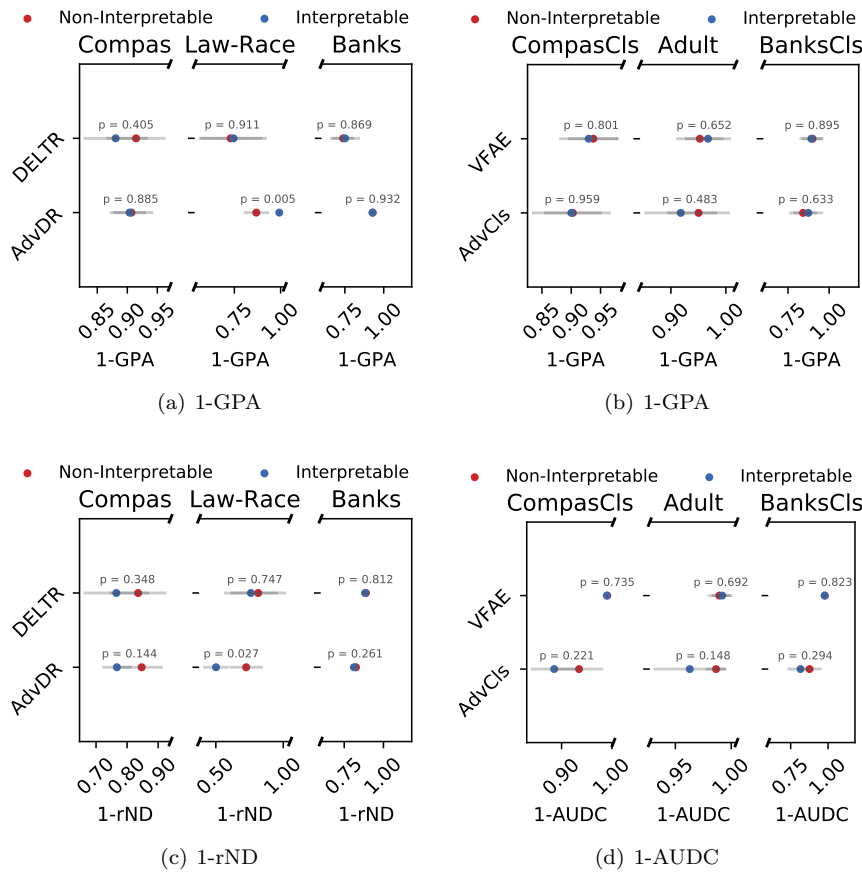 Non-Interpretable Interpretable
Compas Law-Race Banks
DELTR p = 0.405 p = 0.911 p = 0.869
AdvDR p = 0.885 p = 0.005 p = 0.932
0.85 0.90 0.95 0.75 1.00 0.75 1.00
1-GPA 1-GPA 1-GPA
(a) 1-GPA
Non-Interpretable Interpretable
CompasCls Adult BanksCls
VFAE p = 0.801 p = 0.652 p = 0.895
AdvCls p = 0.959 p = 0.483 p = 0.633
0.85 0.90 0.95 0.90 1.00 0.75 1.00
1-GPA 1-GPA 1-GPA
(b) 1-GPA
Non-Interpretable Interpretable
Compas Law-Race Banks
DELTR p = 0.348 p = 0.747 p = 0.812
AdvDR p = 0.144 p = 0.027 p = 0.261
0.70 0.80 0.90 0.50 1.00 0.75 1.00
1-rND 1-rND 1-rND
(c) 1-rND
Non-Interpretable Interpretable
CompasCls Adult BanksCls
VFAE p = 0.735 p = 0.692 p = 0.823
AdvCls p = 0.221 p = 0.148 p = 0.294
0.90 1.00 0.95 1.00 0.75 1.00
1-AUDC 1-AUDC 1-AUDC
(d) 1-AUDC